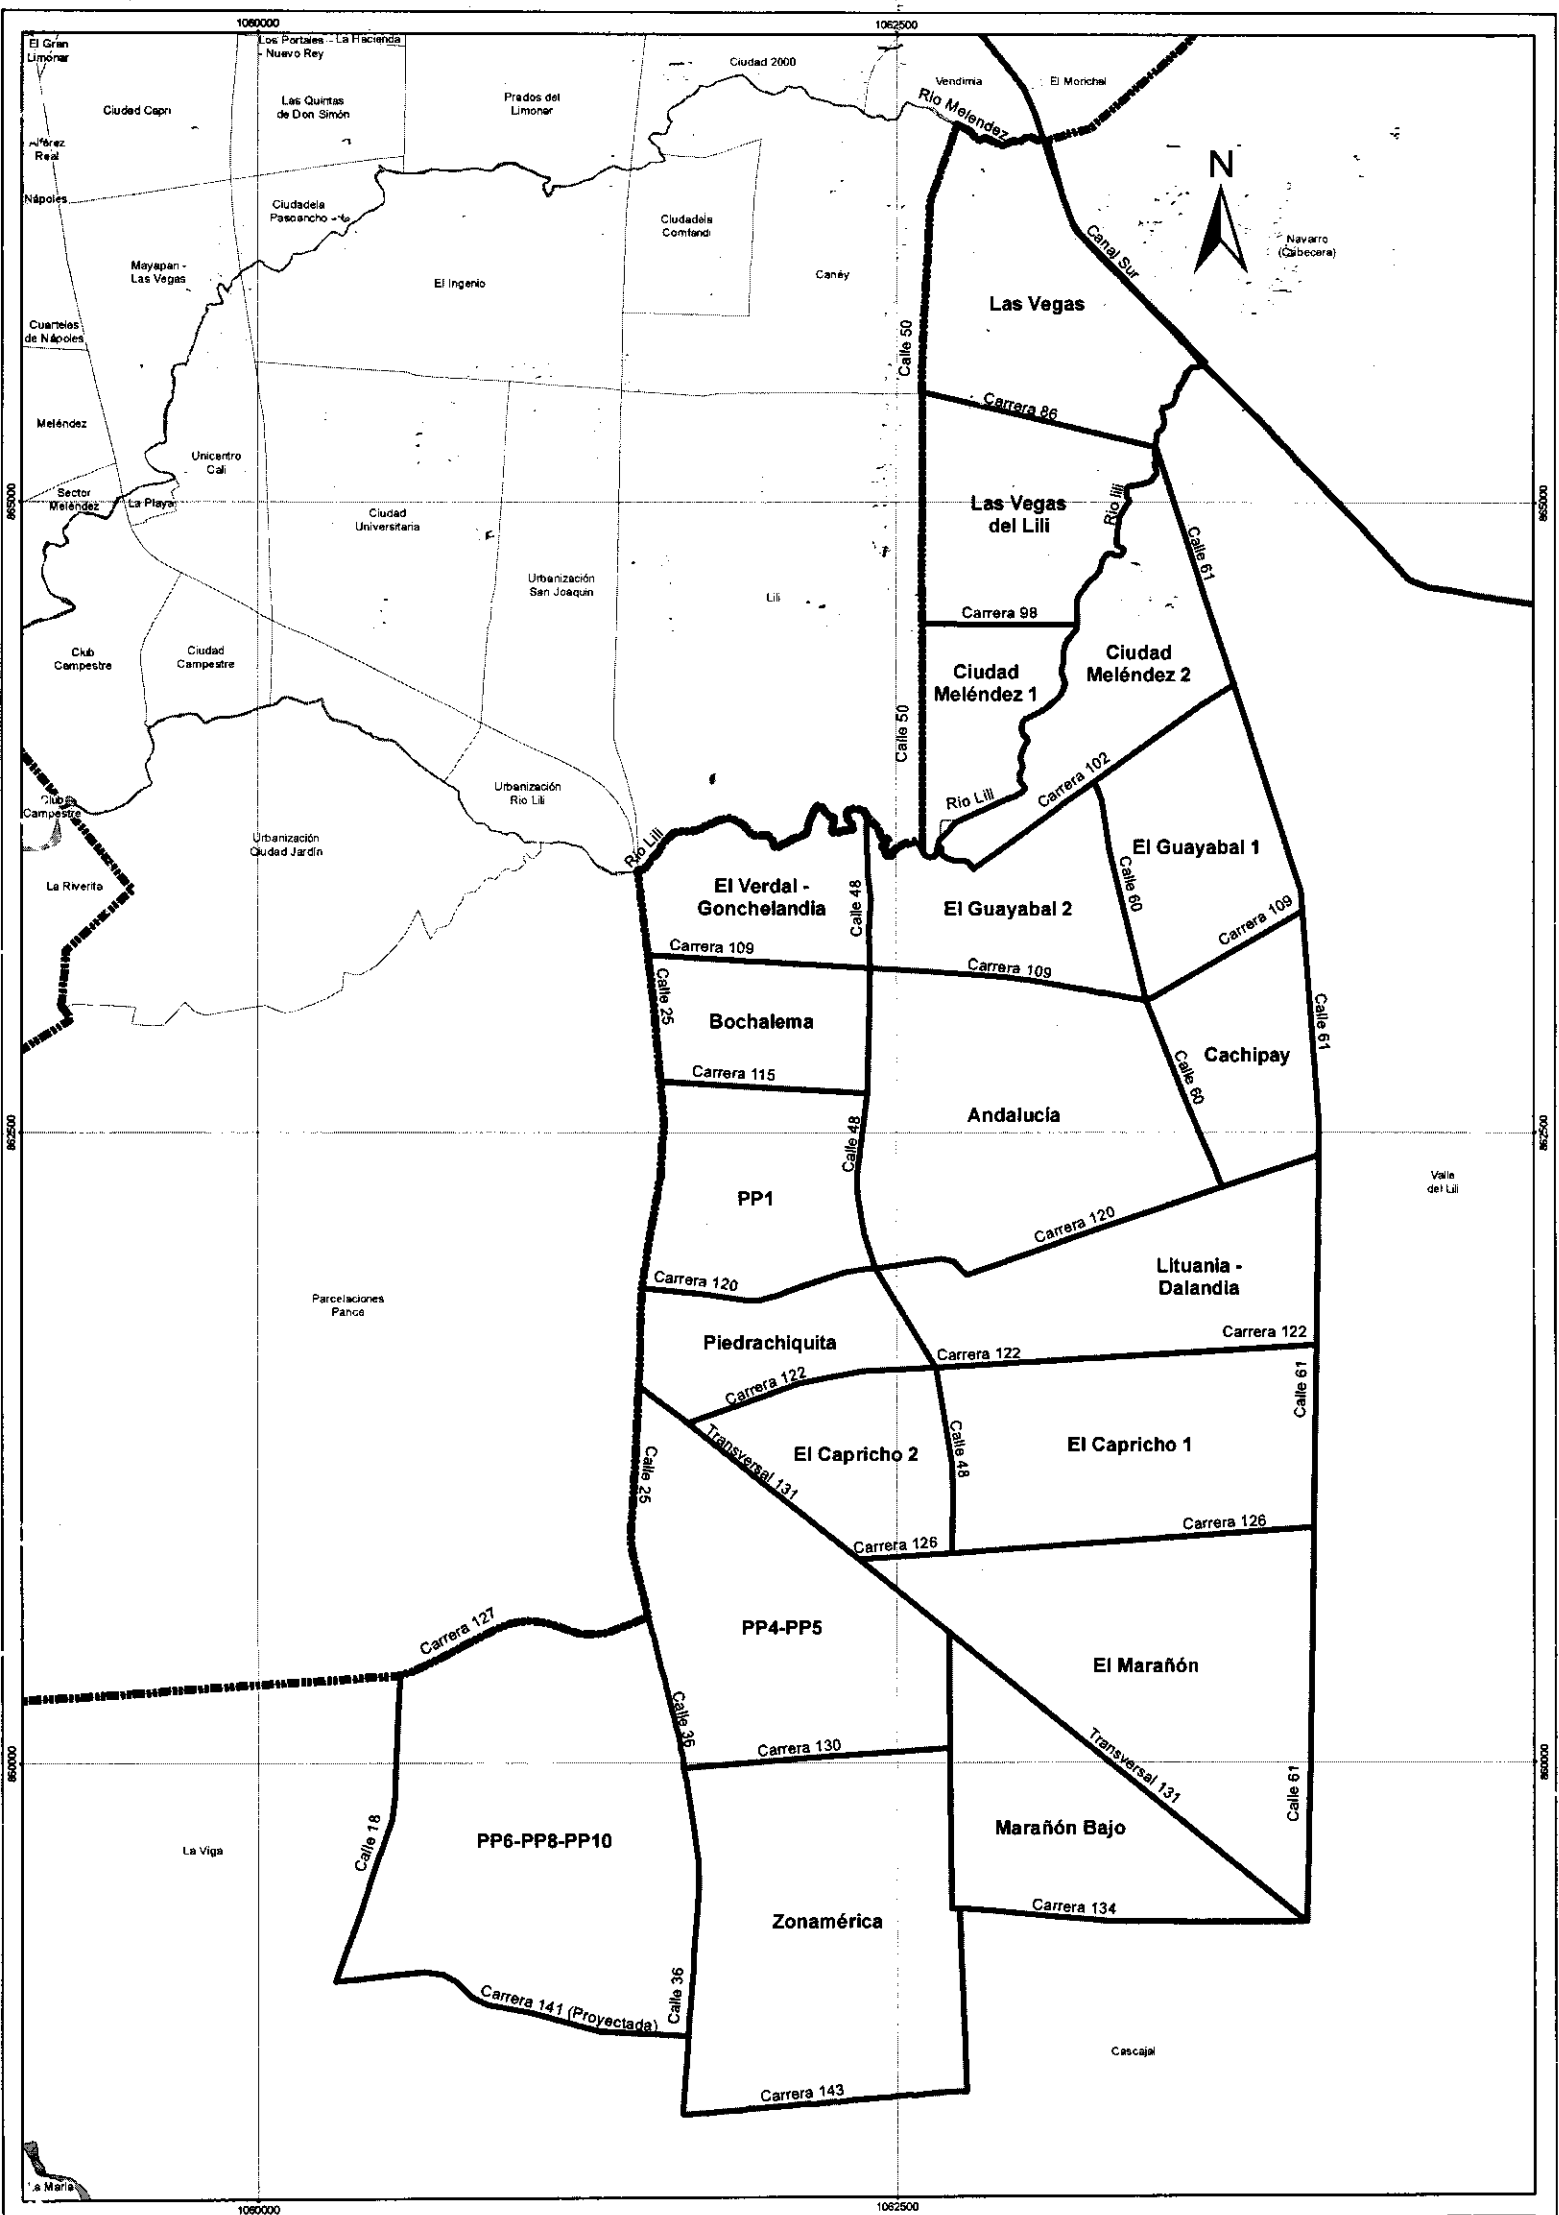 1060000
1062500
El Gran
Limonar
Los Portales - La Hacienda
- Nuevo Rey
Ciudad 2000
Vendimia
El Morichal
Ciudad Capri
Las Quintas
de Don Simón
Prados del
Limonar
Río Melendez
Alférez
Real
N
Nápoles
Ciudadela
Pasoancho
Ciudadela
Comfandi
Canal Sur
Navarro
(Cabecera)
Mayapan -
Las Vegas
El Ingenio
Caney
Las Vegas
Cuarteles
de Nápoles
Calle 50
Carrera 86
Meléndez
Unicentro
Cali
Sector
Meléndez
La Playa
Ciudad
Universitaria
Las Vegas
del Lili
Rio lili
865000
865000
Calle 61
Urbanización
San Joaquin
Lili
Carrera 98
Club
Campestre
Ciudad
Campestre
Ciudad
Meléndez 1
Ciudad
Meléndez 2
Calle 50
Urbanización
Rio Lili
Rio Lili
Carrera 102
Club
Campestre
Urbanización
Ciudad Jardín
Rio Lili
El Guayabal 1
La Riverita
El Verdal -
Gonchelandia
Calle 48
El Guayabal 2
Calle 60
Carrera 109
Carrera 109
Carrera 109
Calle 25
Bochalema
Calle 61
Cachipay
Carrera 115
Calle 60
Andalucía
862500
862500
Calle 48
PP1
Valle
del Lili
Carrera 120
Carrera 120
Lituania -
Dalandia
Parcelaciones
Pance
Piedrachiquita
Carrera 122
Carrera 122
Carrera 122
Calle 61
Transversal 131
El Capricho 2
Calle 48
El Capricho 1
Calle 25
Carrera 126
Carrera 126
Carrera 127
PP4-PP5
El Marañón
Calle 36
Carrera 130
Transversal 131
860000
860000
Calle 61
Calle 18
La Viga
PP6-PP8-PP10
Marañón Bajo
Zonamérica
Carrera 134
Carrera 141 (Proyectada)
Calle 36
Cascajal
Carrera 143
La María
1060000
1062500